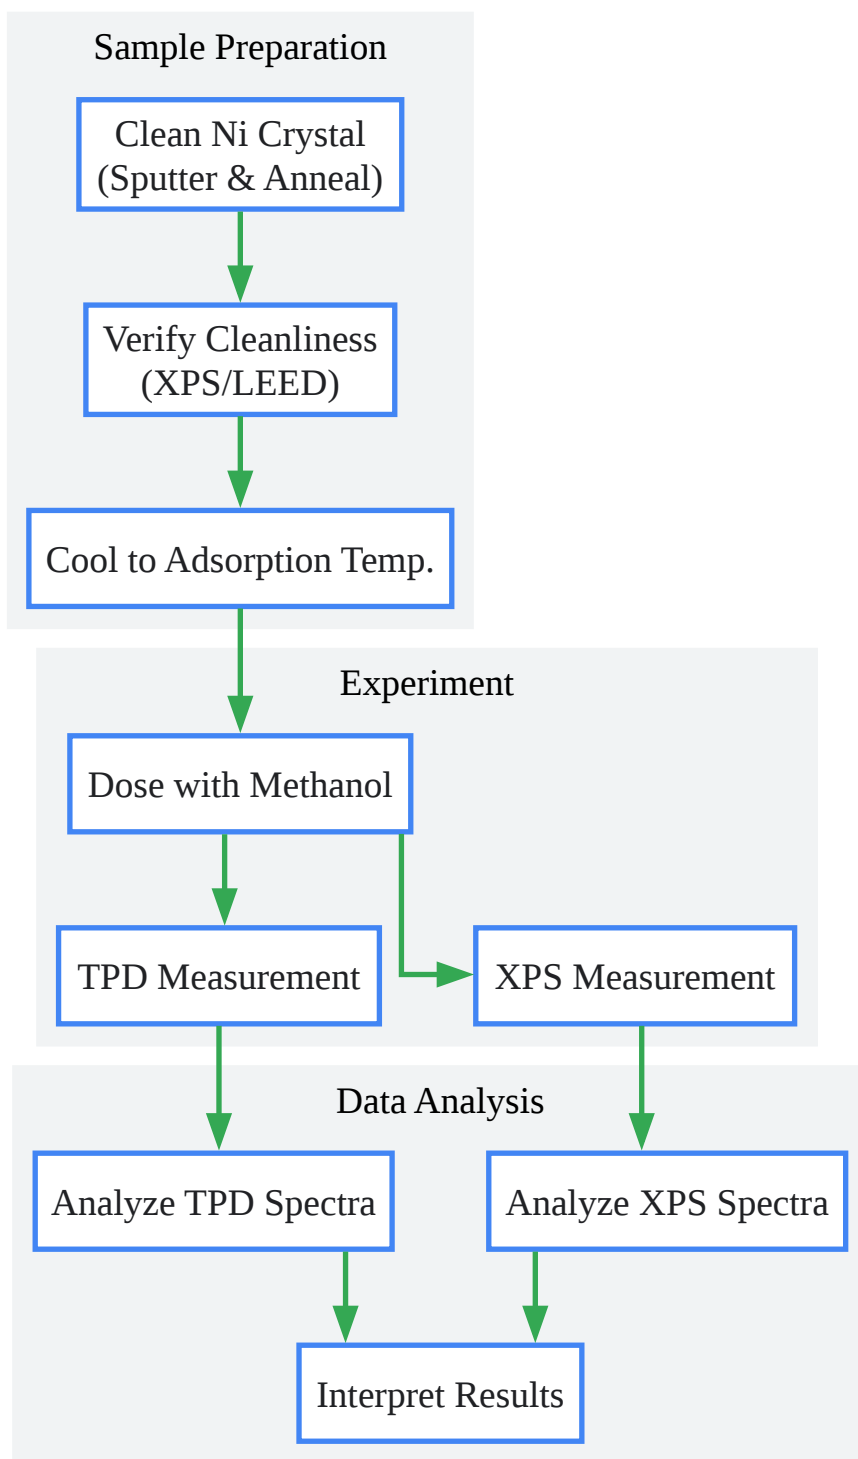 Sample Preparation
Clean Ni Crystal
(Sputter & Anneal)
Verify Cleanliness
(XPS/LEED)
Cool to Adsorption Temp.
Experiment
Dose with Methanol
TPD Measurement
XPS Measurement
Data Analysis
Analyze TPD Spectra
Analyze XPS Spectra
Interpret Results